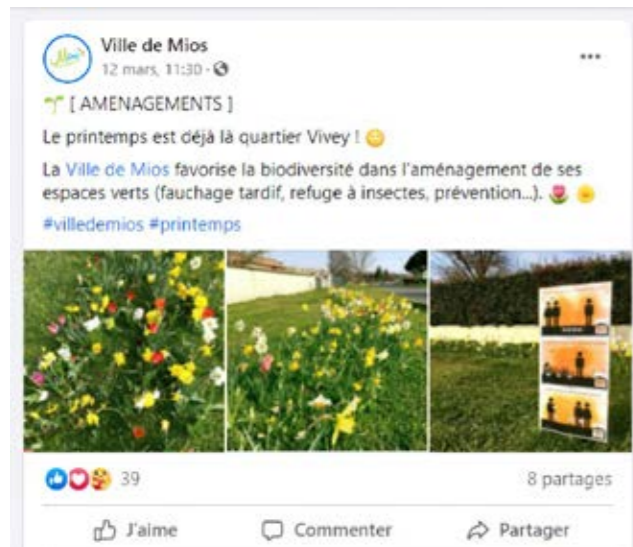 Ville de Mios
12 mars, 11:30 ·
[ AMENAGEMENTS ]
Le printemps est déjà là quartier Vivey !
La Ville de Mios favorise la biodiversité dans l'aménagement de ses
espaces verts (fauchage tardif, refuge à insectes, prévention...).
#villedemios #printemps
39
8 partages
J'aime
Commenter
Partager